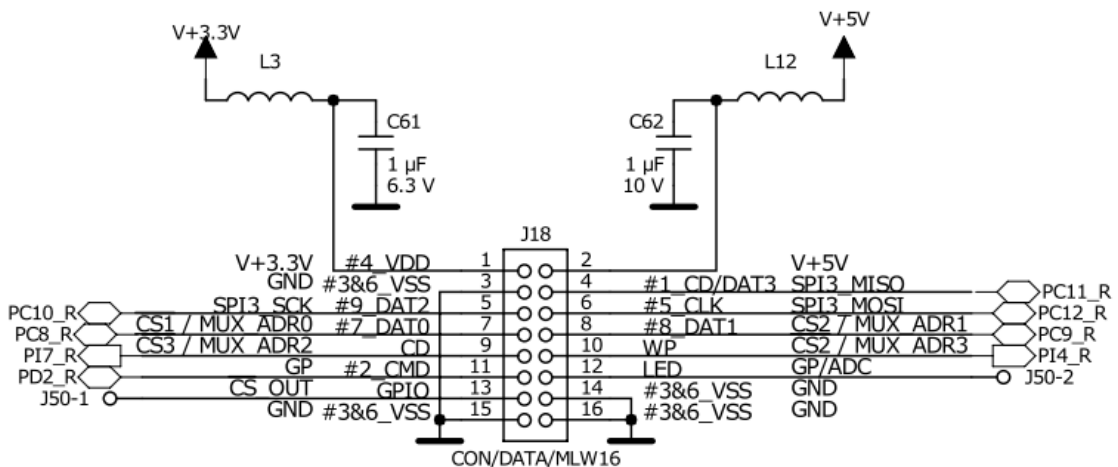 V+3.3V V+5V
L3 L12
C61 C62
1 µF 1 µF
6.3 V 10 V
J18
V+3.3V #4_VDD 1 2 V+5V
GND #3&6_VSS 3 4 #1_CD/DAT3 SPI3_MISO PC11_R
PC10_R SPI3_SCK #9_DAT2 5 6 #5_CLK SPI3_MOSI PC12_R
PC8_R CS1 / MUX_ADR0 #7_DAT0 7 8 #8_DAT1 CS2 / MUX_ADR1 PC9_R
PI7_R CS3 / MUX_ADR2 CD 9 10 WP CS2 / MUX_ADR3 PI4_R
PD2_R GP #2_CMD 11 12 LED GP/ADC J50-2
J50-1 CS_OUT GPIO 13 14 #3&6_VSS GND
GND #3&6_VSS 15 16 #3&6_VSS GND
CON/DATA/MLW16